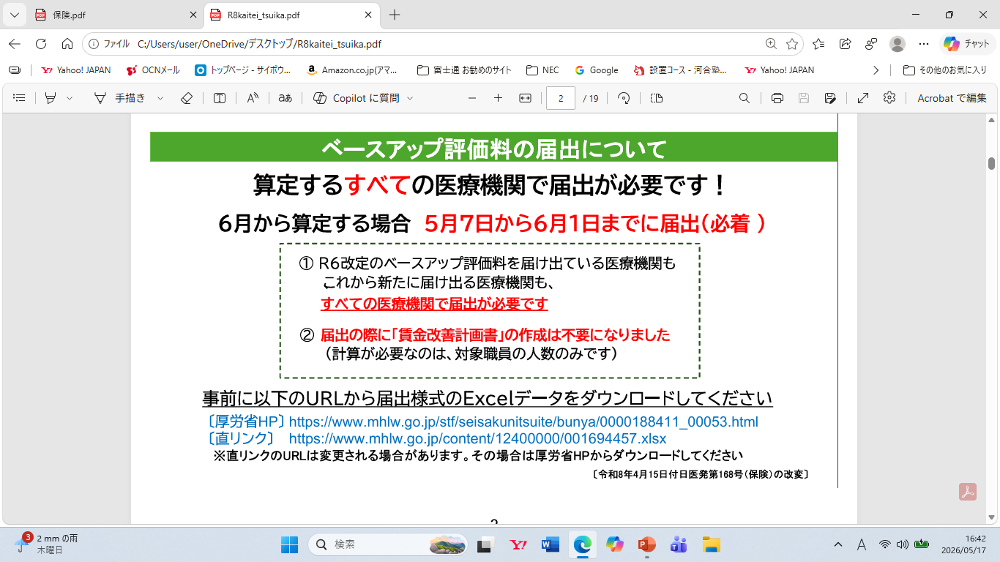 保険.pdf
R8kaitei_tsuika.pdf
ファイル C:/Users/user/OneDrive/デスクトップ/R8kaitei_tsuika.pdf
チャット
Yahoo! JAPAN
OCNメール
トップページ - サイボウ...
Amazon.co.jp(アマ...
富士通 お勧めのサイト
NEC
Google
設置コース - 河合塾...
Yahoo! JAPAN
その他のお気に入り
手書き
aあ
Copilot に質問
2 / 19
Acrobat で編集
ベースアップ評価料の届出について
算定するすべての医療機関で届出が必要です！
６月から算定する場合 ５月７日から６月１日までに届出（必着 ）
① Ｒ６改定のベースアップ評価料を届け出ている医療機関も
これから新たに届け出る医療機関も、
すべての医療機関で届出が必要です
② 届出の際に「賃金改善計画書」の作成は不要になりました
（計算が必要なのは、対象職員の人数のみです）
事前に以下のURLから届出様式のExcelデータをダウンロードしてください
〔厚労省HP〕 https://www.mhlw.go.jp/stf/seisakunitsuite/bunya/0000188411_00053.html
〔直リンク〕 https://www.mhlw.go.jp/content/12400000/001694457.xlsx
※直リンクのURLは変更される場合があります。その場合は厚労省HPからダウンロードしてください
〔令和8年4月15日付日医発第168号（保険）の改変〕
2
3
2 mm の雨
木曜日
検索
A
16:42
2026/05/17